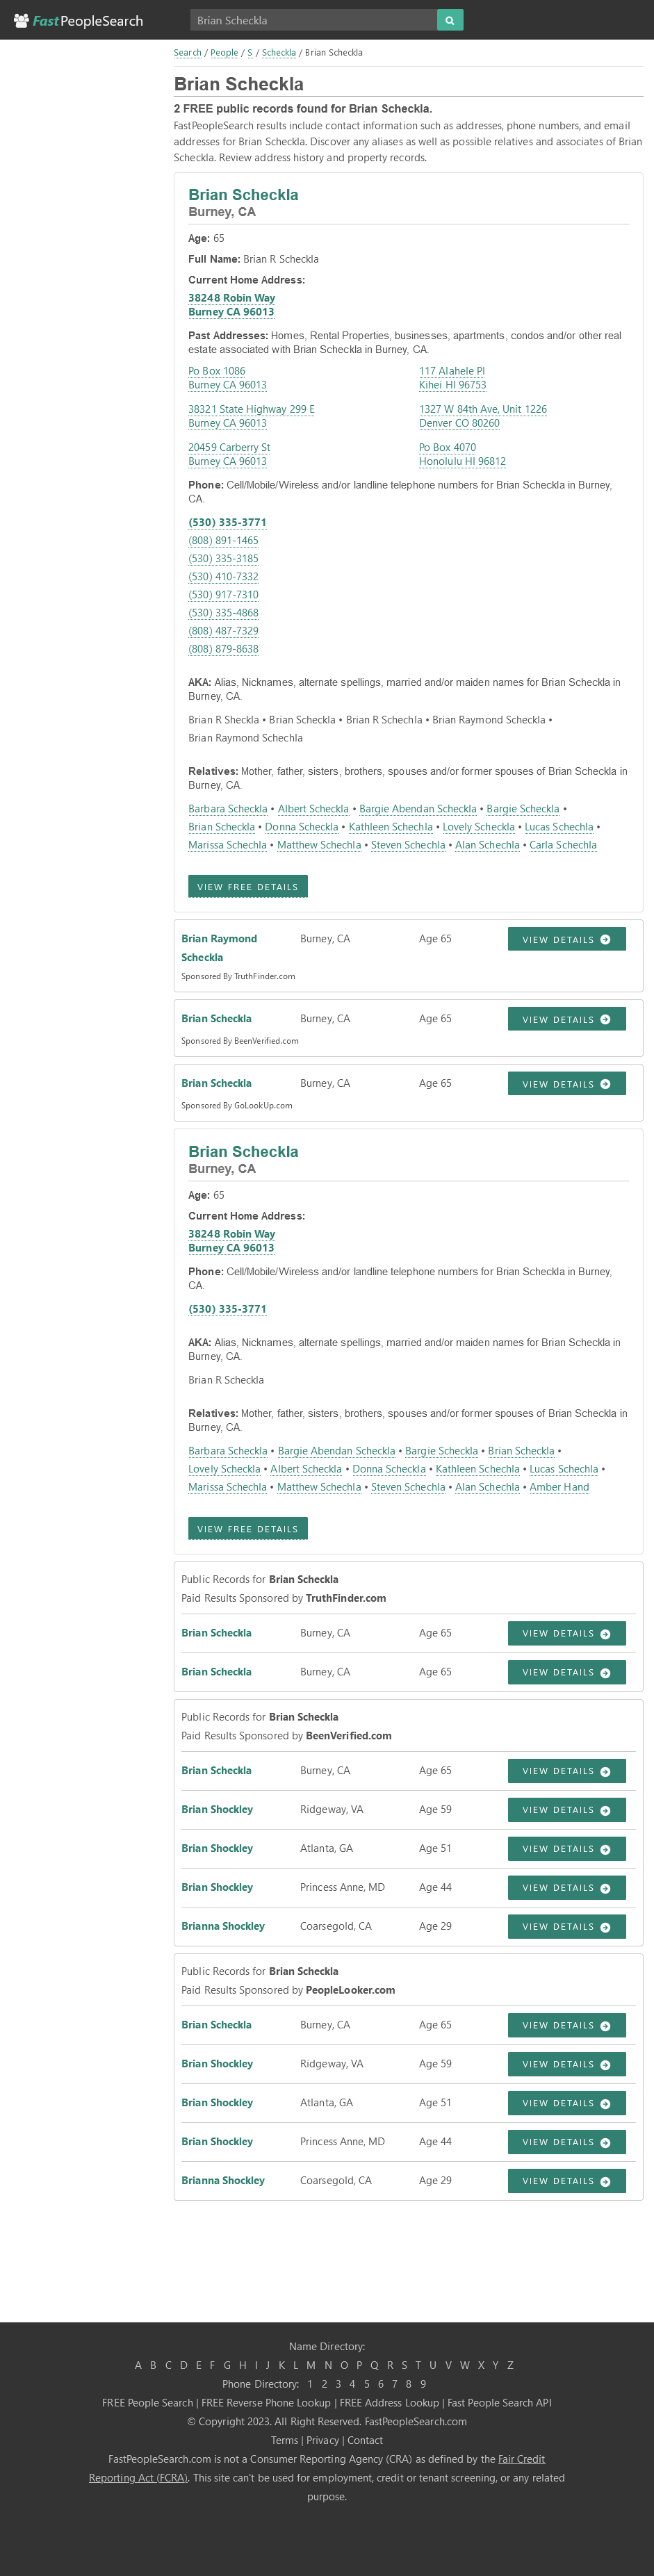 FastPeopleSearch
Brian Scheckla
Search / People / S / Scheckla / Brian Scheckla
Brian Scheckla
2 FREE public records found for Brian Scheckla.
FastPeopleSearch results include contact information such as addresses, phone numbers, and email
addresses for Brian Scheckla. Discover any aliases as well as possible relatives and associates of Brian
Scheckla. Review address history and property records.
Brian Scheckla
Burney, CA
Age: 65
Full Name: Brian R Scheckla
Current Home Address:
38248 Robin Way
Burney CA 96013
Past Addresses: Homes, Rental Properties, businesses, apartments, condos and/or other real
estate associated with Brian Scheckla in Burney, CA.
Po Box 1086
Burney CA 96013
117 Alahele Pl
Kihei HI 96753
38321 State Highway 299 E
Burney CA 96013
1327 W 84th Ave, Unit 1226
Denver CO 80260
20459 Carberry St
Burney CA 96013
Po Box 4070
Honolulu HI 96812
Phone: Cell/Mobile/Wireless and/or landline telephone numbers for Brian Scheckla in Burney,
CA.
(530) 335-3771
(808) 891-1465
(530) 335-3185
(530) 410-7332
(530) 917-7310
(530) 335-4868
(808) 487-7329
(808) 879-8638
AKA: Alias, Nicknames, alternate spellings, married and/or maiden names for Brian Scheckla in
Burney, CA.
Brian R Sheckla • Brian Scheckla • Brian R Schechla • Brian Raymond Scheckla •
Brian Raymond Schechla
Relatives: Mother, father, sisters, brothers, spouses and/or former spouses of Brian Scheckla in
Burney, CA.
Barbara Scheckla • Albert Scheckla • Bargie Abendan Scheckla • Bargie Scheckla •
Brian Scheckla • Donna Scheckla • Kathleen Schechla • Lovely Scheckla • Lucas Schechla •
Marissa Schechla • Matthew Schechla • Steven Schechla • Alan Schechla • Carla Schechla
VIEW FREE DETAILS
Brian Raymond
Scheckla
Burney, CA
Age 65
VIEW DETAILS
Sponsored By TruthFinder.com
Brian Scheckla Burney, CA Age 65 VIEW DETAILS
Sponsored By BeenVerified.com
Brian Scheckla Burney, CA Age 65 VIEW DETAILS
Sponsored By GoLookUp.com
Brian Scheckla
Burney, CA
Age: 65
Current Home Address:
38248 Robin Way
Burney CA 96013
Phone: Cell/Mobile/Wireless and/or landline telephone numbers for Brian Scheckla in Burney,
CA.
(530) 335-3771
AKA: Alias, Nicknames, alternate spellings, married and/or maiden names for Brian Scheckla in
Burney, CA.
Brian R Scheckla
Relatives: Mother, father, sisters, brothers, spouses and/or former spouses of Brian Scheckla in
Burney, CA.
Barbara Scheckla • Bargie Abendan Scheckla • Bargie Scheckla • Brian Scheckla •
Lovely Scheckla • Albert Scheckla • Donna Scheckla • Kathleen Schechla • Lucas Schechla •
Marissa Schechla • Matthew Schechla • Steven Schechla • Alan Schechla • Amber Hand
VIEW FREE DETAILS
Public Records for Brian Scheckla
Paid Results Sponsored by TruthFinder.com
Brian Scheckla Burney, CA Age 65 VIEW DETAILS
Brian Scheckla Burney, CA Age 65 VIEW DETAILS
Public Records for Brian Scheckla
Paid Results Sponsored by BeenVerified.com
Brian Scheckla Burney, CA Age 65 VIEW DETAILS
Brian Shockley Ridgeway, VA Age 59 VIEW DETAILS
Brian Shockley Atlanta, GA Age 51 VIEW DETAILS
Brian Shockley Princess Anne, MD Age 44 VIEW DETAILS
Brianna Shockley Coarsegold, CA Age 29 VIEW DETAILS
Public Records for Brian Scheckla
Paid Results Sponsored by PeopleLooker.com
Brian Scheckla Burney, CA Age 65 VIEW DETAILS
Brian Shockley Ridgeway, VA Age 59 VIEW DETAILS
Brian Shockley Atlanta, GA Age 51 VIEW DETAILS
Brian Shockley Princess Anne, MD Age 44 VIEW DETAILS
Brianna Shockley Coarsegold, CA Age 29 VIEW DETAILS
Name Directory:
A B C D E F G H I J K L M N O P Q R S T U V W X Y Z
Phone Directory: 1 2 3 4 5 6 7 8 9
FREE People Search | FREE Reverse Phone Lookup | FREE Address Lookup | Fast People Search API
© Copyright 2023. All Right Reserved. FastPeopleSearch.com
Terms | Privacy | Contact
FastPeopleSearch.com is not a Consumer Reporting Agency (CRA) as defined by the Fair Credit
Reporting Act (FCRA). This site can't be used for employment, credit or tenant screening, or any related
purpose.